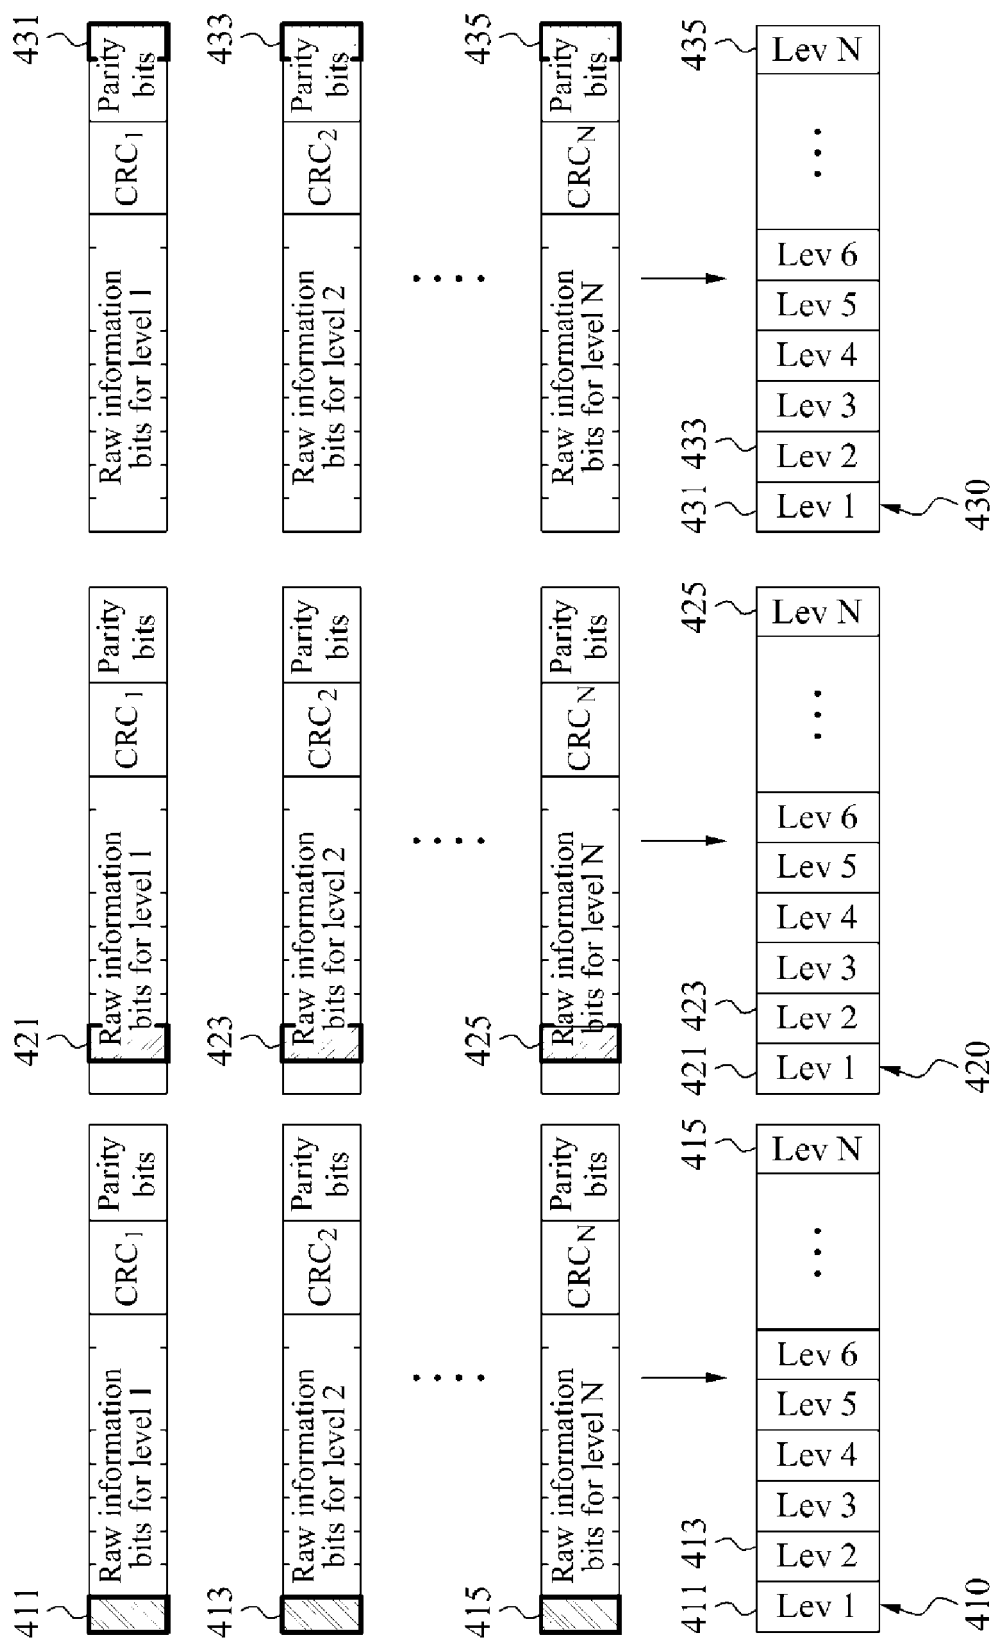 411
Raw information
bits for level 1
CRC1
Parity
bits
413
Raw information
bits for level 2
CRC2
Parity
bits
....
415
Raw information
bits for level N
CRCN
Parity
bits
411
413
415
Lev 1
Lev 2
Lev 3
Lev 4
Lev 5
Lev 6
...
Lev N
410
421
Raw information
bits for level 1
CRC1
Parity
bits
423
Raw information
bits for level 2
CRC2
Parity
bits
....
425
Raw information
bits for level N
CRCN
Parity
bits
421
423
425
Lev 1
Lev 2
Lev 3
Lev 4
Lev 5
Lev 6
...
Lev N
420
431
Raw information
bits for level 1
CRC1
Parity
bits
433
Raw information
bits for level 2
CRC2
Parity
bits
....
435
Raw information
bits for level N
CRCN
Parity
bits
431
433
435
Lev 1
Lev 2
Lev 3
Lev 4
Lev 5
Lev 6
...
Lev N
430